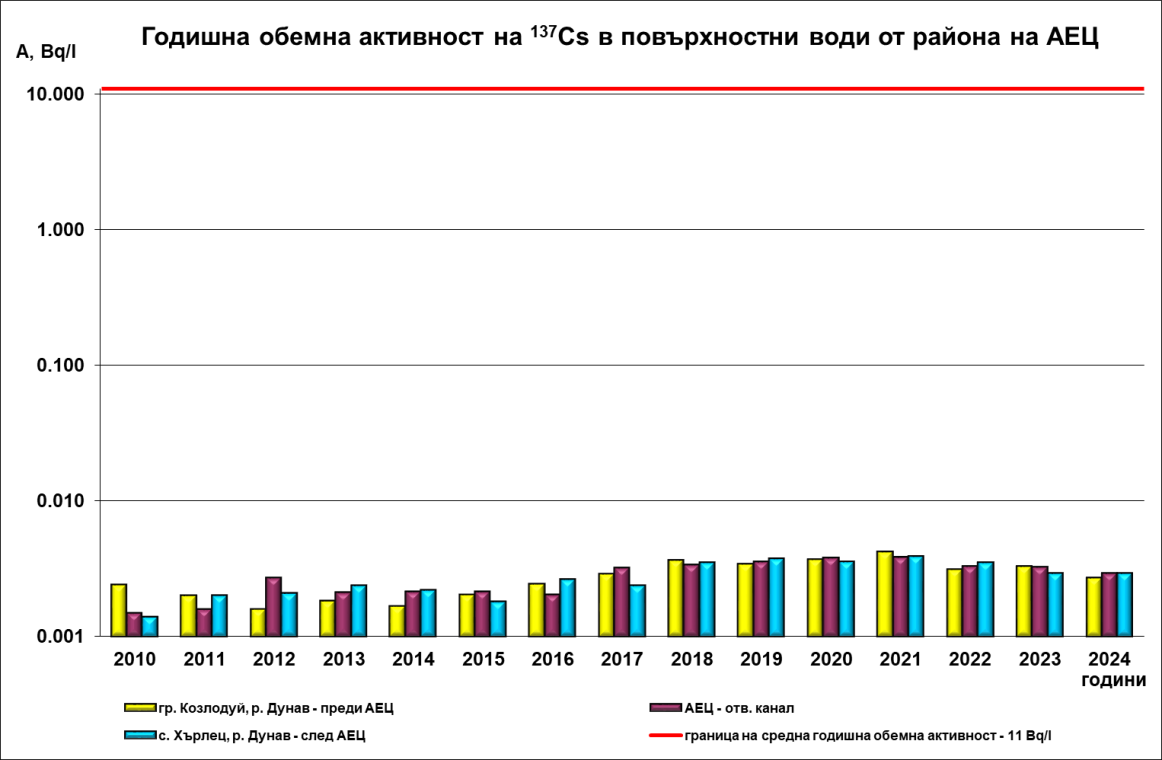 Годишна обемна активност на ¹³⁷Cs в повърхностни води от района на АЕЦ
A, Bq/l
10.000
1.000
0.100
0.010
0.001
2010 2011 2012 2013 2014 2015 2016 2017 2018 2019 2020 2021 2022 2023 2024
години
гр. Козлодуй, р. Дунав - преди АЕЦ
АЕЦ - отв. канал
с. Хърлец, р. Дунав - след АЕЦ
граница на средна годишна обемна активност - 11 Bq/l